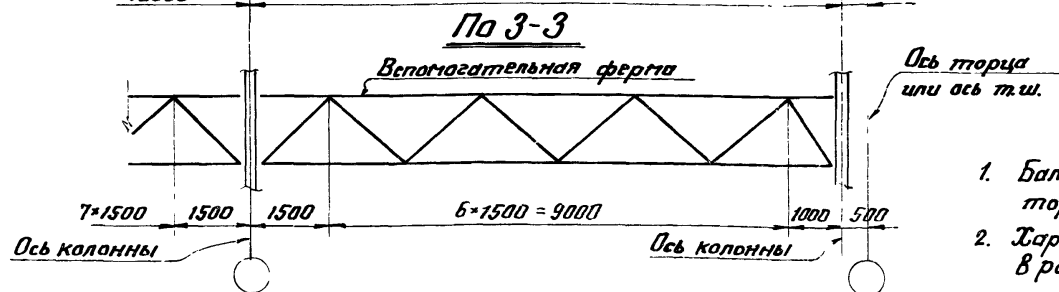 По 3-3
Вспомогательная ферма
Ось торца
или ось т.ш.
1.
2.
7×1500 1500 1500 6×1500 = 9000 1000 500
Ось колонны
Ось колонны